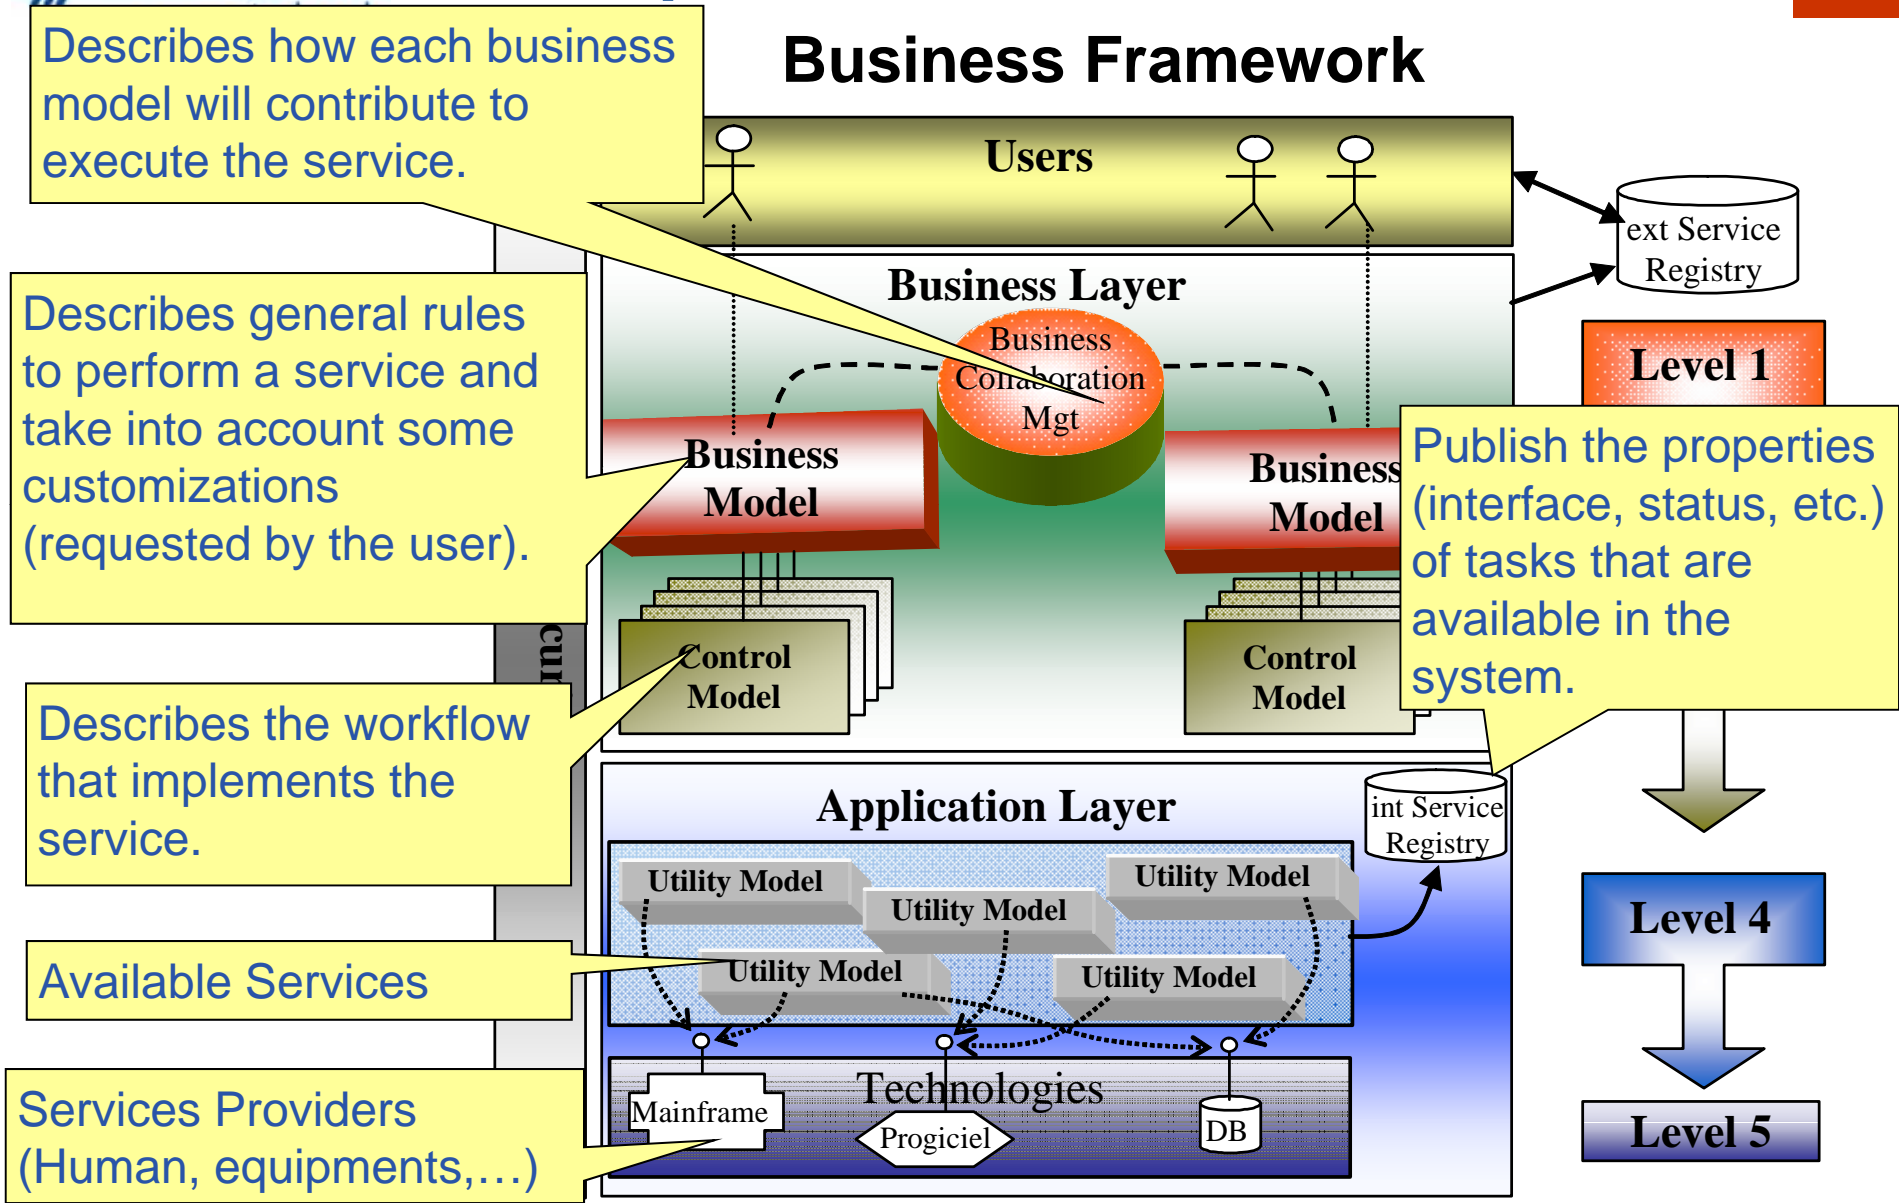 Business Framework
Describes how each business
model will contribute to
execute the service.
Users
ext Service
Registry
Business Layer
Describes general rules
to perform a service and
take into account some
customizations
(requested by the user).
Business
Collaboration
Mgt
Level 1
Business
Model
Business
Model
Publish the properties
(interface, status, etc.)
of tasks that are
available in the
system.
Control
Model
Control
Model
Describes the workflow
that implements the
service.
Application Layer
int Service
Registry
Utility Model
Utility Model
Utility Model
Utility Model
Utility Model
Level 4
Available Services
Technologies
Mainframe
Progiciel
DB
Level 5
Services Providers
(Human, equipments,...)